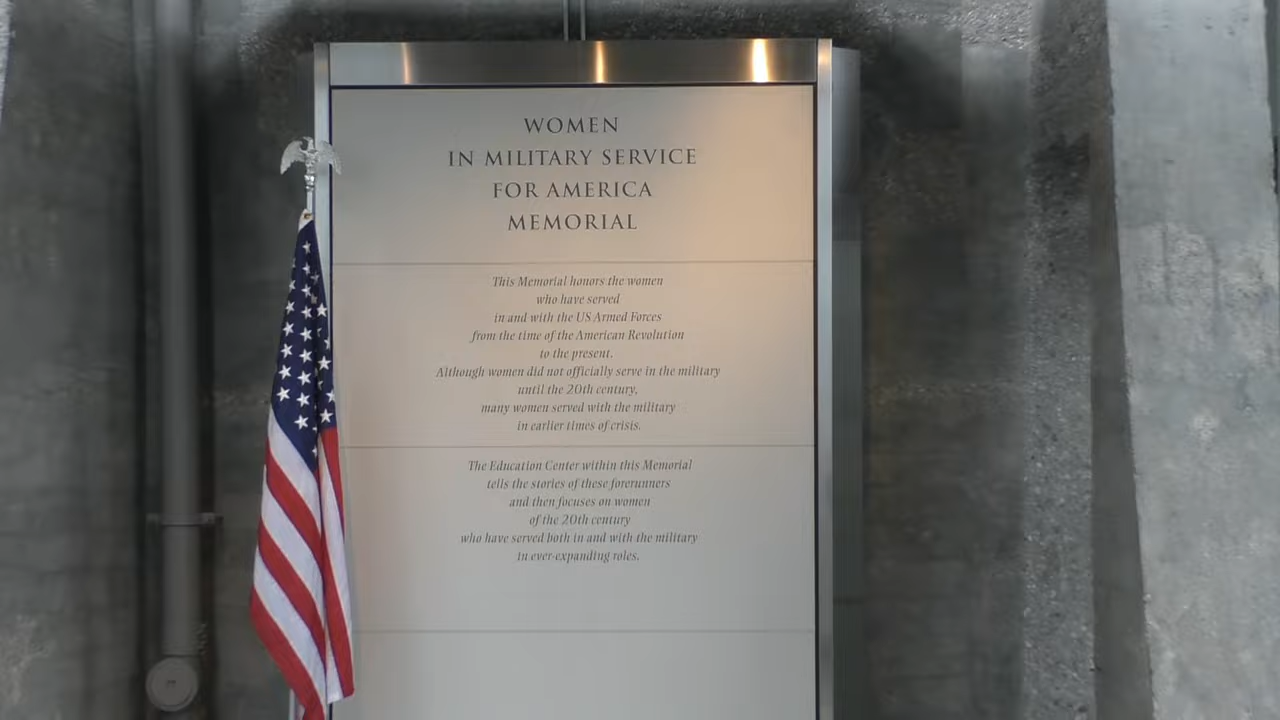 WOMEN
IN MILITARY SERVICE
FOR AMERICA
MEMORIAL
This Memorial honors the women
who have served
in and with the US Armed Forces
from the time of the American Revolution
to the present.
Although women did not officially serve in the military
until the 20th century,
many women served with the military
in earlier times of crisis.
The Education Center within this Memorial
tells the stories of these forerunners
and then focuses on women
of the 20th century
who have served both in and with the military
in ever-expanding roles.